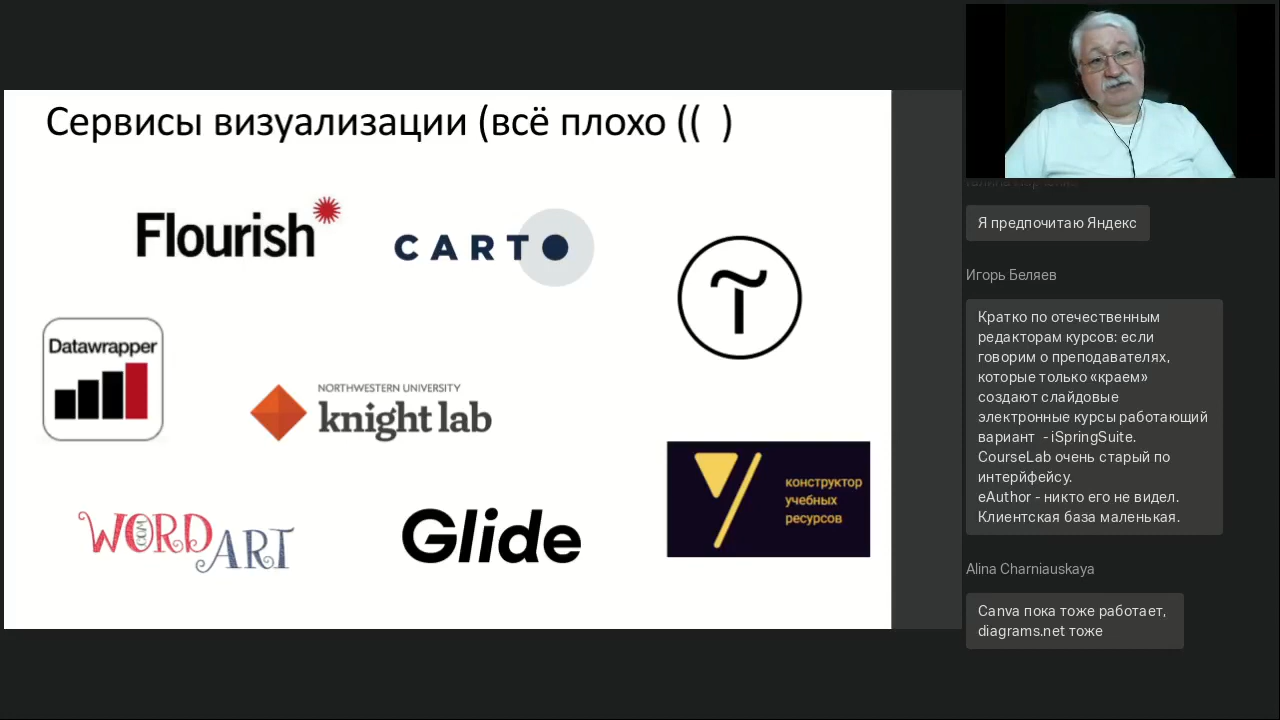 Сервисы визуализации (всё плохо (( )
Flourish
CARTO
Datawrapper
NORTHWESTERN UNIVERSITY
knight lab
конструктор
учебных
ресурсов
WORD ART
.COM
Glide
Я предпочитаю Яндекс
Игорь Беляев
Кратко по отечественным
редакторам курсов: если
говорим о преподавателях,
которые только «краем»
создают слайдовые
электронные курсы работающий
вариант - iSpringSuite.
CourseLab очень старый по
интерйфейсу.
eAuthor - никто его не видел.
Клиентская база маленькая.
Alina Charniauskaya
Canva пока тоже работает,
diagrams.net тоже